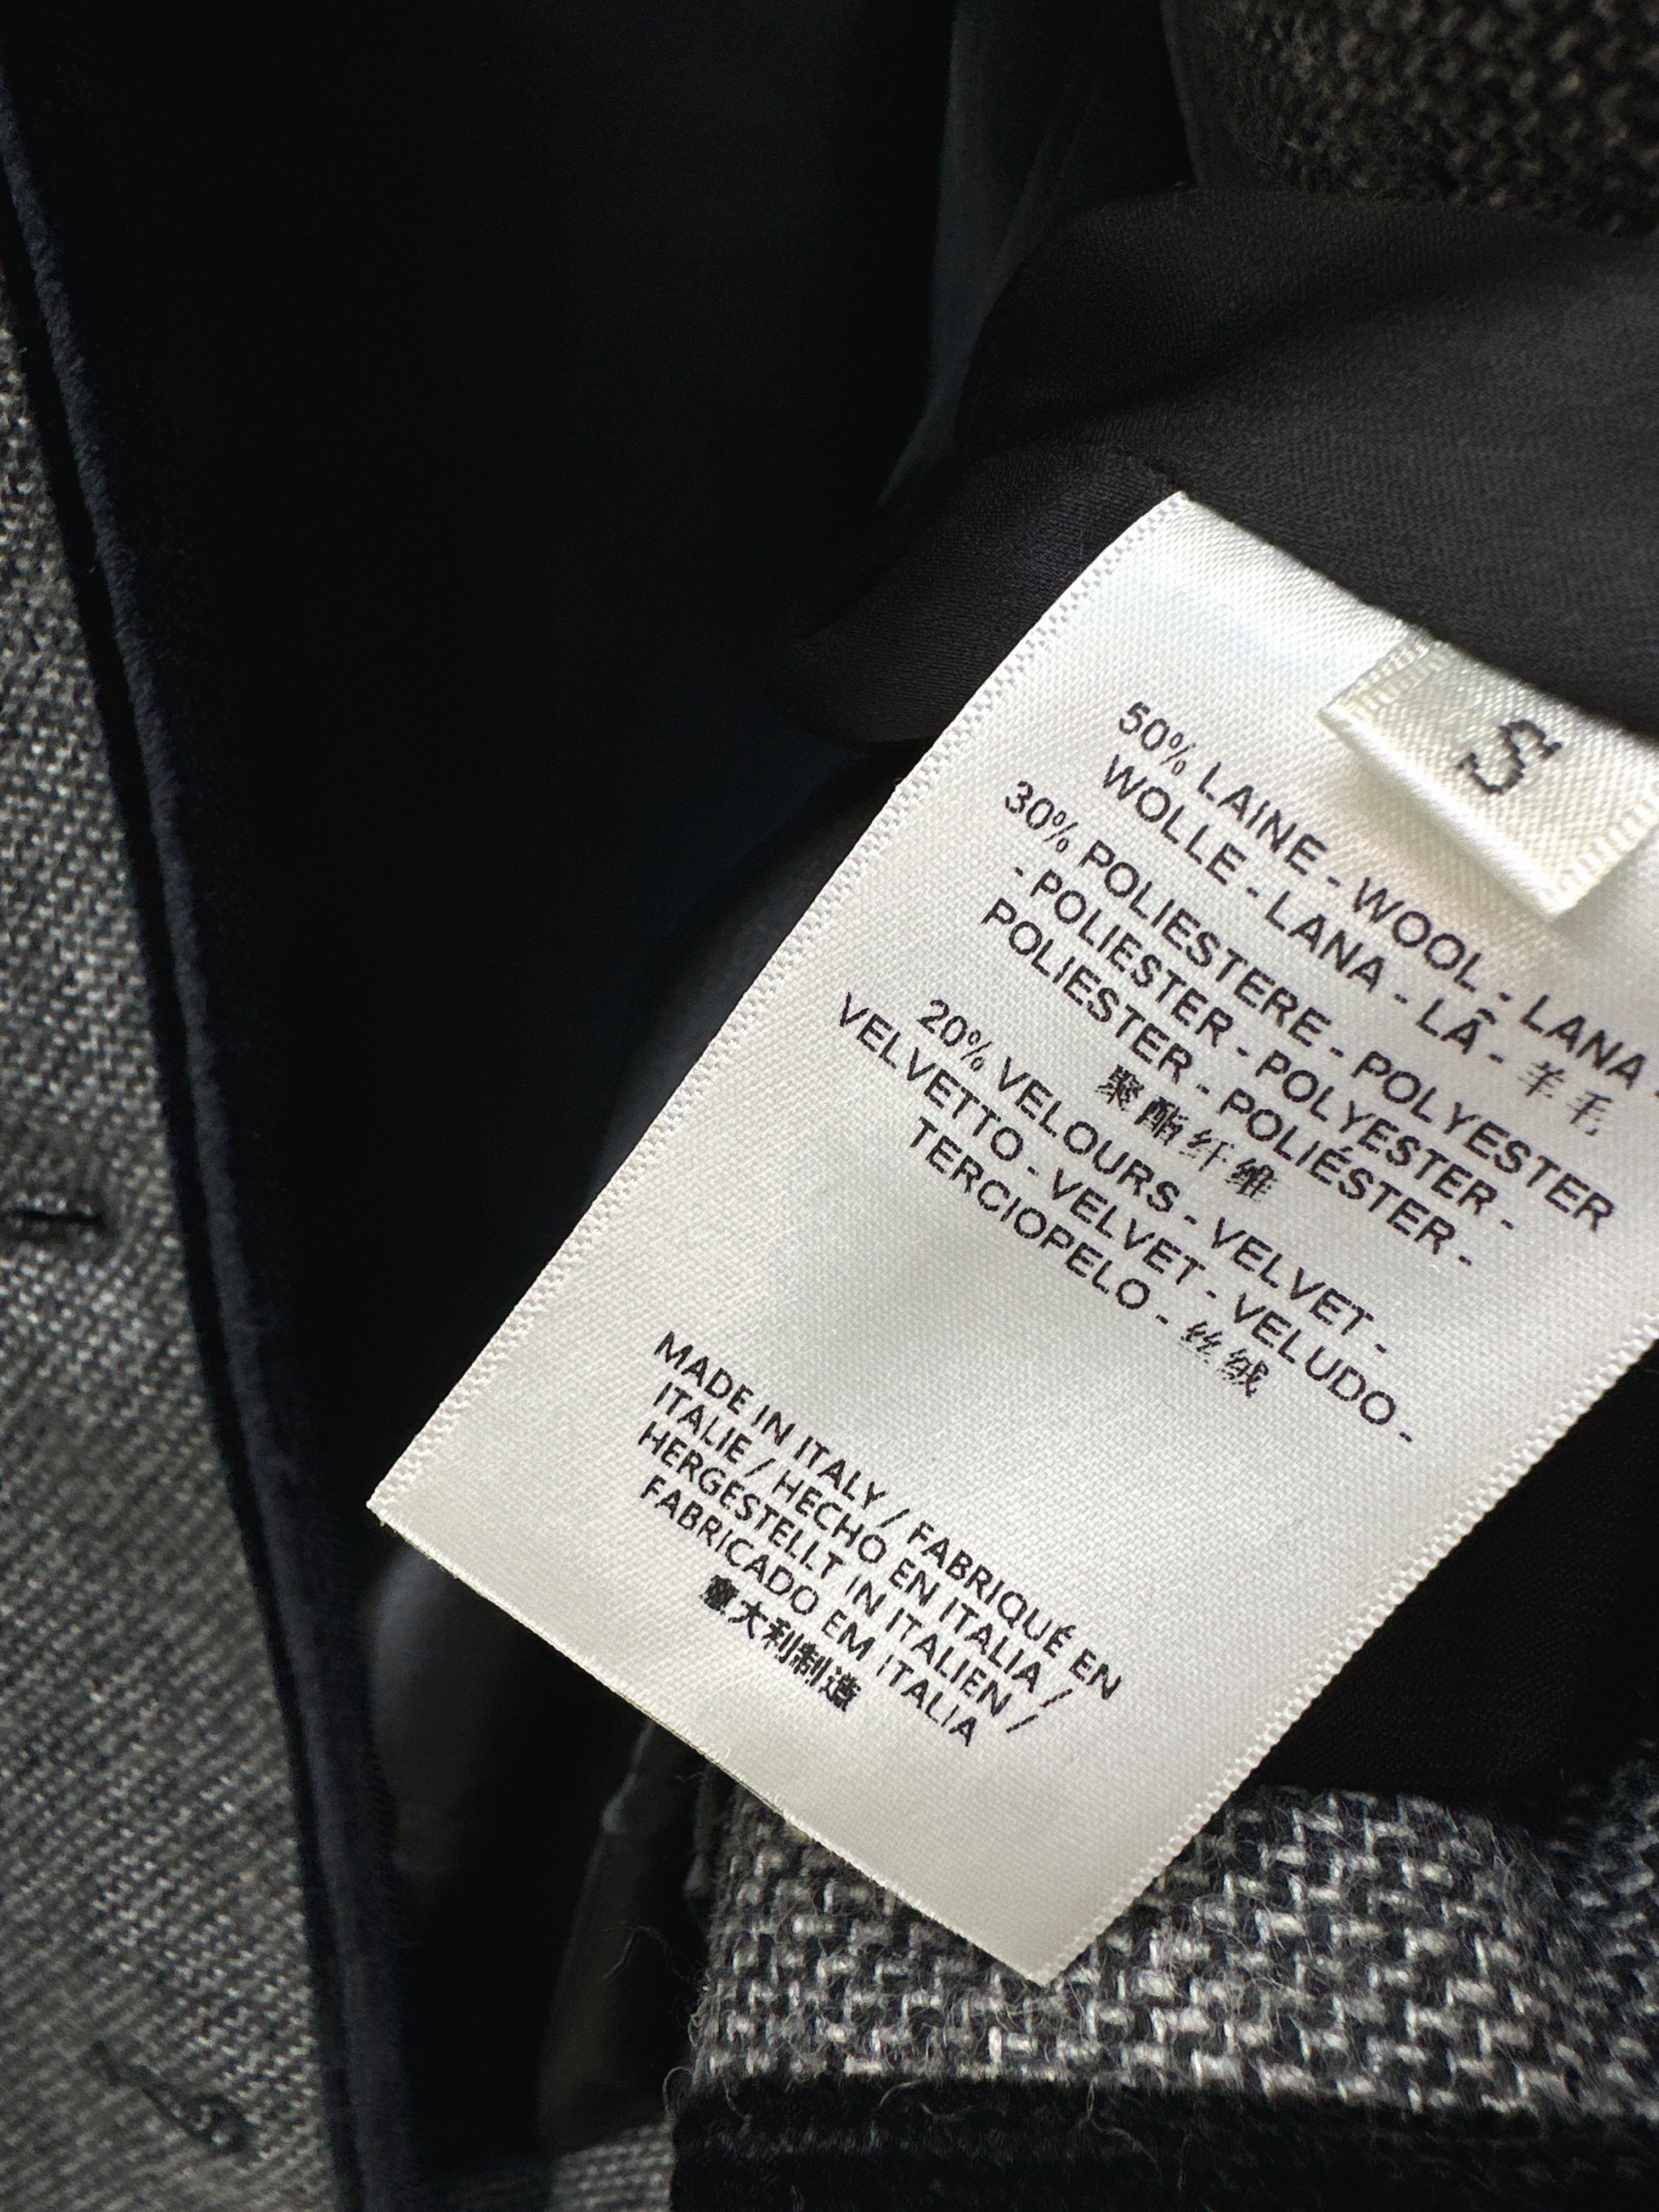 S
50% LAINE - WOOL - LANA -
WOLLE - LANA - LÃ - 羊毛
30% POLIESTERE - POLYESTER
- POLIESTER - POLYESTER -
POLIESTER - POLIÉSTER -
聚酯纤维
20% VELOURS - VELVET -
VELVETTO - VELVET - VELUDO -
TERCIOPELO - 丝绒
MADE IN ITALY / FABRIQUÉ EN
ITALIE / HECHO EN ITALIA /
HERGESTELLT IN ITALIEN /
FABRICADO EM ITALIA
意大利制造